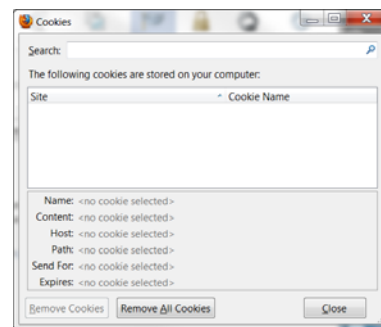 Cookies
Search:
The following cookies are stored on your computer:
Site Cookie Name
Name: <no cookie selected>
Content: <no cookie selected>
Host: <no cookie selected>
Path: <no cookie selected>
Send For: <no cookie selected>
Expires: <no cookie selected>
Remove Cookies Remove All Cookies Close